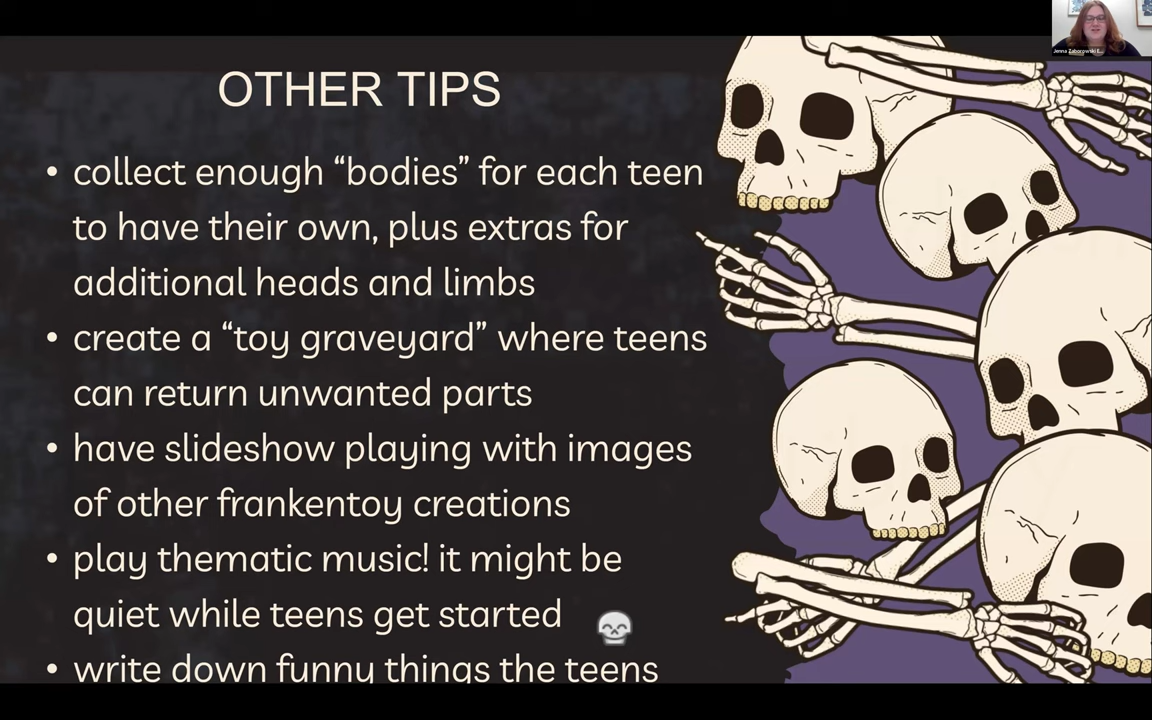 OTHER TIPS
• collect enough “bodies” for each teen
to have their own, plus extras for
additional heads and limbs
• create a “toy graveyard” where teens
can return unwanted parts
• have slideshow playing with images
of other frankentoy creations
• play thematic music! it might be
quiet while teens get started
• write down funny things the teens
Jenna Zaborowski E...